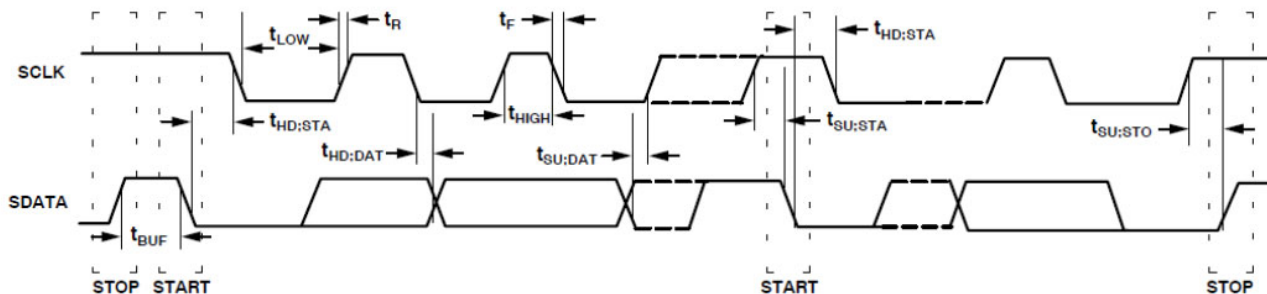 tLOW
tR
tF
tHD;STA
SCLK
tHD;STA
tHIGH
tSU;STA
tSU;STO
tHD:DAT
tSU:DAT
SDATA
tBUF
STOP START START STOP